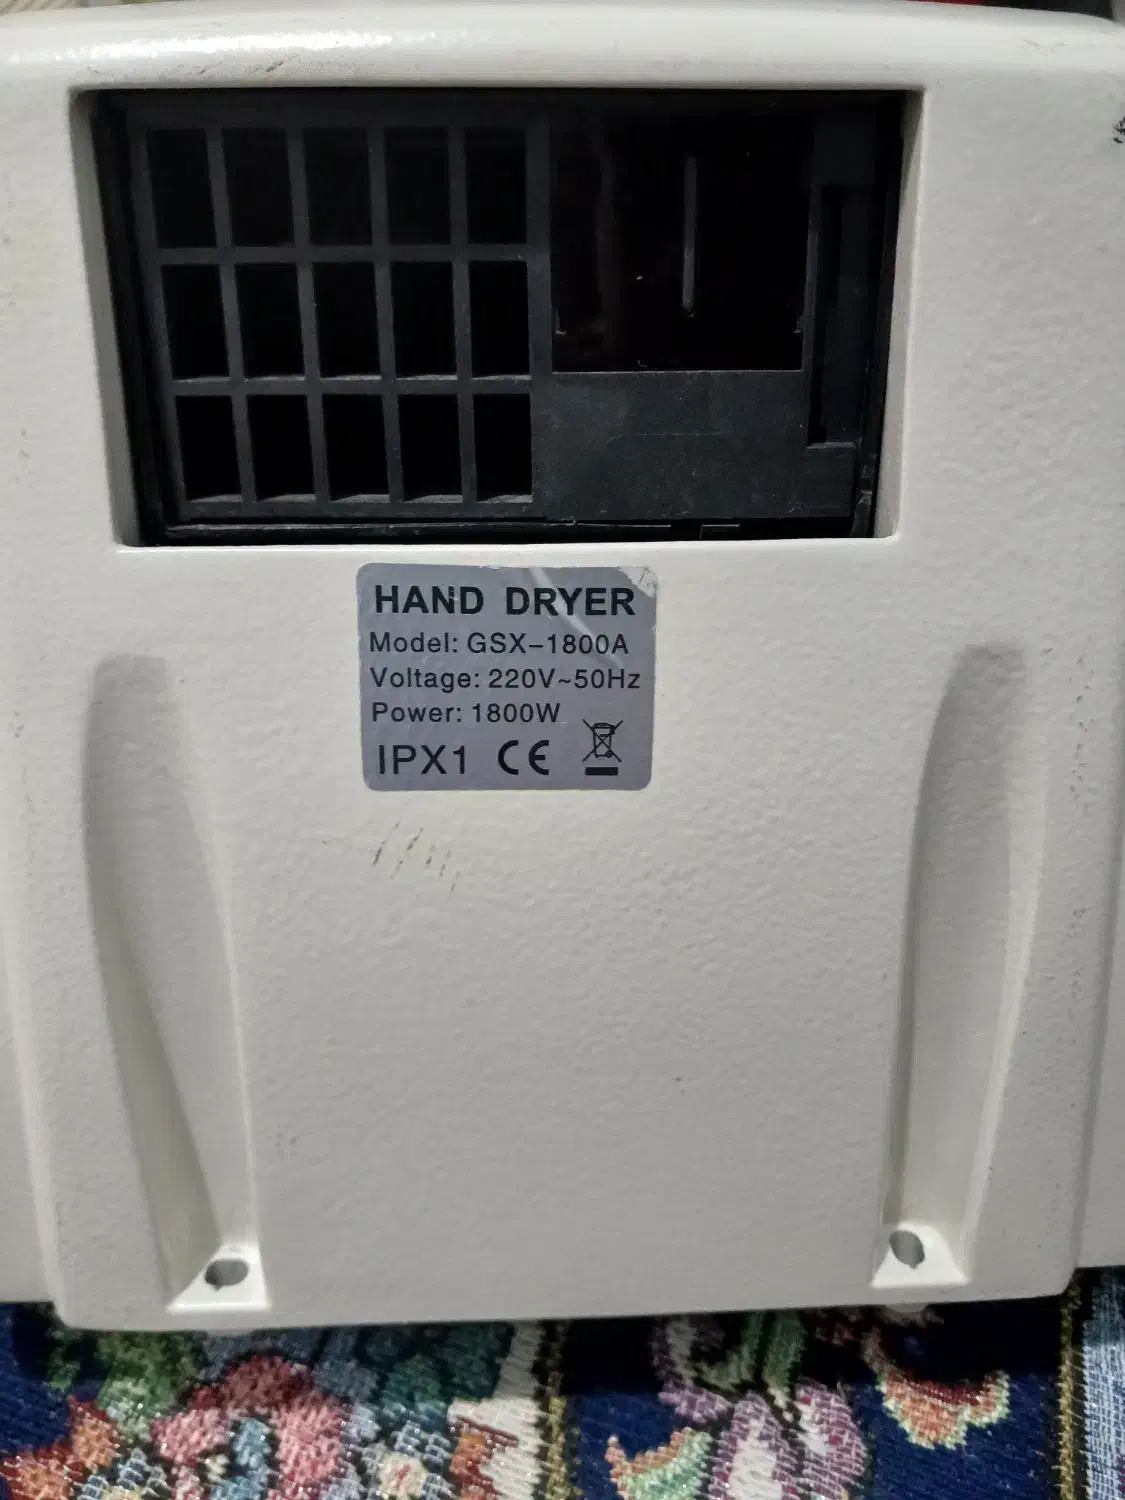 HAND DRYER
Model: GSX-1800A
Voltage: 220V~50Hz
Power: 1800W
IPX1 CE